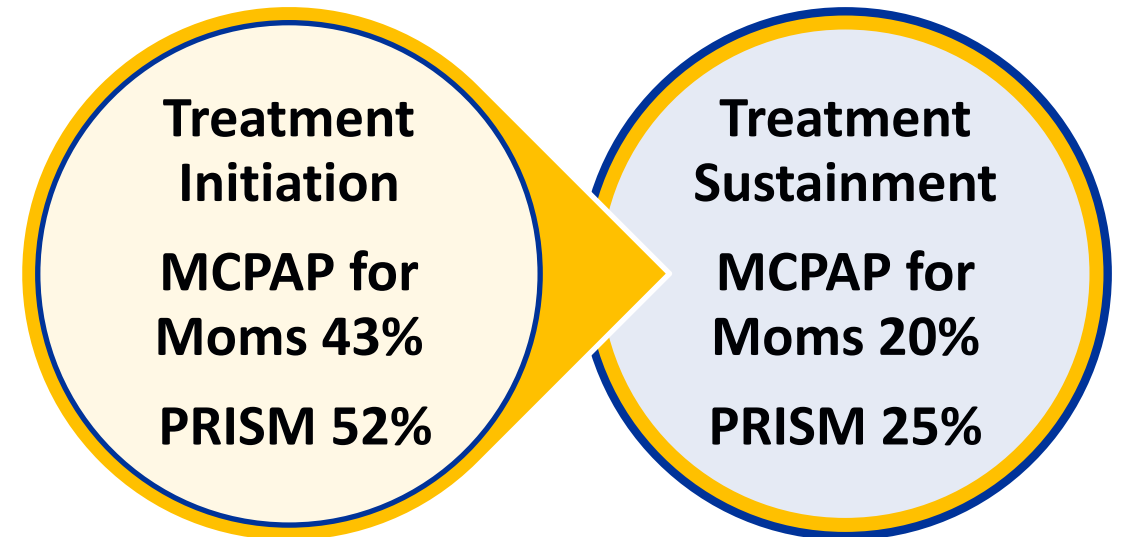 Treatment
Initiation
MCPAP for
Moms 43%
PRISM 52%
Treatment
Sustainment
MCPAP for
Moms 20%
PRISM 25%